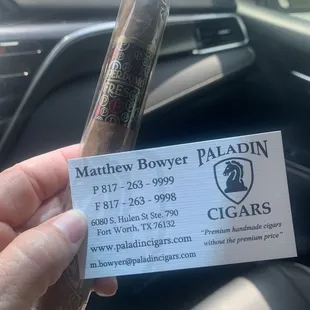 FRESH
Matthew Bowyer
P 817 - 263 - 9999
F 817 - 263 - 9998
6080 S. Hulen St Ste. 790
Fort Worth, TX 76132
www.paladincigars.com
m.bowyer@paladincigars.com
PALADIN
CIGARS
"Premium handmade cigars
without the premium price"